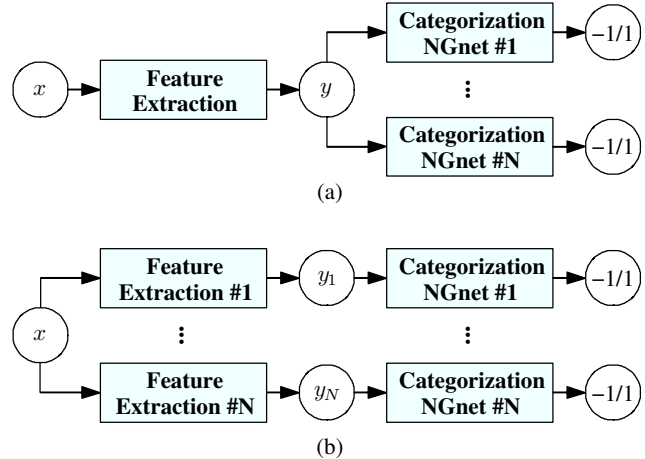 Categorization
NGnet #1
−1/1
x
Feature
Extraction
y
⋮
Categorization
NGnet #N
−1/1
(a)
Feature
Extraction #1
y₁
Categorization
NGnet #1
−1/1
x
⋮
⋮
Feature
Extraction #N
y_N
Categorization
NGnet #N
−1/1
(b)